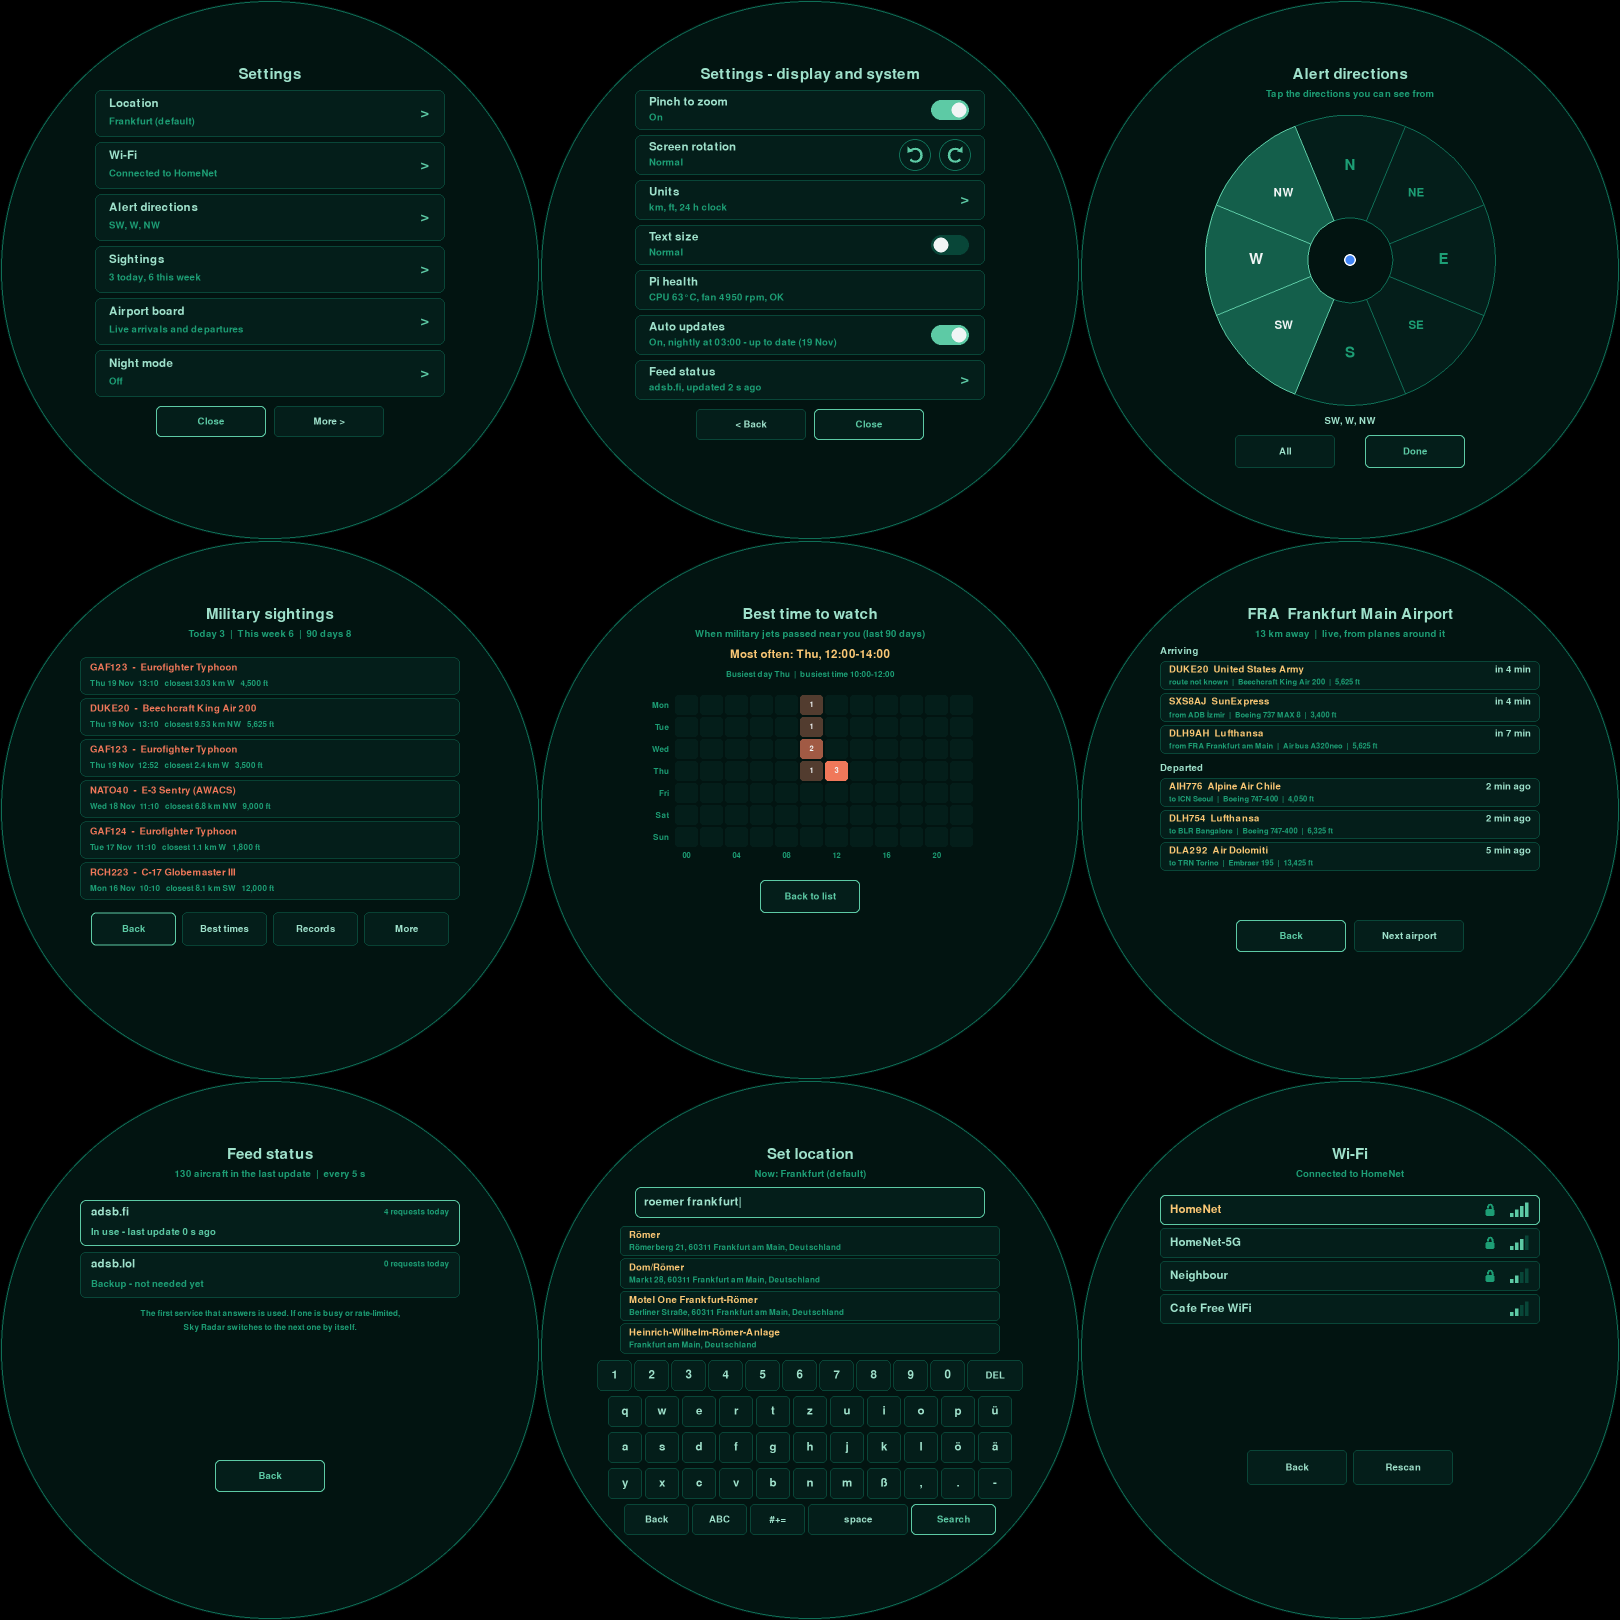 Settings
Location
Frankfurt (default)
>
Wi-Fi
Connected to HomeNet
>
Alert directions
SW, W, NW
>
Sightings
3 today, 6 this week
>
Airport board
Live arrivals and departures
>
Night mode
Off
>
Close
More >
Settings - display and system
Pinch to zoom
On
Screen rotation
Normal
Units
km, ft, 24 h clock
>
Text size
Normal
Pi health
CPU 63°C, fan 4950 rpm, OK
Auto updates
On, nightly at 03:00 - up to date (19 Nov)
Feed status
adsb.fi, updated 2 s ago
>
< Back
Close
Alert directions
Tap the directions you can see from
N
NW
NE
W
E
SW
SE
S
SW, W, NW
All
Done
Military sightings
Today 3 | This week 6 | 90 days 8
GAF123 - Eurofighter Typhoon
Thu 19 Nov 13:10 closest 3.03 km W 4,500 ft
DUKE20 - Beechcraft King Air 200
Thu 19 Nov 13:10 closest 9.53 km NW 5,625 ft
GAF123 - Eurofighter Typhoon
Thu 19 Nov 12:52 closest 2.4 km W 3,500 ft
NATO40 - E-3 Sentry (AWACS)
Wed 18 Nov 11:10 closest 6.8 km NW 9,000 ft
GAF124 - Eurofighter Typhoon
Tue 17 Nov 11:10 closest 1.1 km W 1,800 ft
RCH223 - C-17 Globemaster III
Mon 16 Nov 10:10 closest 8.1 km SW 12,000 ft
Back
Best times
Records
More
Best time to watch
When military jets passed near you (last 90 days)
Most often: Thu, 12:00-14:00
Busiest day Thu | busiest time 10:00-12:00
Mon 1
Tue 1
Wed 2
Thu 1 3
Fri
Sat
Sun
00 04 08 12 16 20
Back to list
FRA Frankfurt Main Airport
13 km away | live, from planes around it
Arriving
DUKE20 United States Army in 4 min
route not known | Beechcraft King Air 200 | 5,625 ft
SXS8AJ SunExpress in 4 min
from ADB İzmir | Boeing 737 MAX 8 | 3,400 ft
DLH9AH Lufthansa in 7 min
from FRA Frankfurt am Main | Airbus A320neo | 5,625 ft
Departed
AIH776 Alpine Air Chile 2 min ago
to ICN Seoul | Boeing 747-400 | 4,050 ft
DLH754 Lufthansa 2 min ago
to BLR Bangalore | Boeing 747-400 | 6,325 ft
DLA292 Air Dolomiti 5 min ago
to TRN Torino | Embraer 195 | 13,425 ft
Back
Next airport
Feed status
130 aircraft in the last update | every 5 s
adsb.fi 4 requests today
In use - last update 0 s ago
adsb.lol 0 requests today
Backup - not needed yet
The first service that answers is used. If one is busy or rate-limited,
Sky Radar switches to the next one by itself.
Back
Set location
Now: Frankfurt (default)
roemer frankfurt|
Römer
Römerberg 21, 60311 Frankfurt am Main, Deutschland
Dom/Römer
Markt 28, 60311 Frankfurt am Main, Deutschland
Motel One Frankfurt-Römer
Berliner Straße, 60311 Frankfurt am Main, Deutschland
Heinrich-Wilhelm-Römer-Anlage
Frankfurt am Main, Deutschland
1 2 3 4 5 6 7 8 9 0 DEL
q w e r t z u i o p ü
a s d f g h j k l ö ä
y x c v b n m ß , . -
Back ABC #+= space Search
Wi-Fi
Connected to HomeNet
HomeNet
HomeNet-5G
Neighbour
Cafe Free WiFi
Back
Rescan